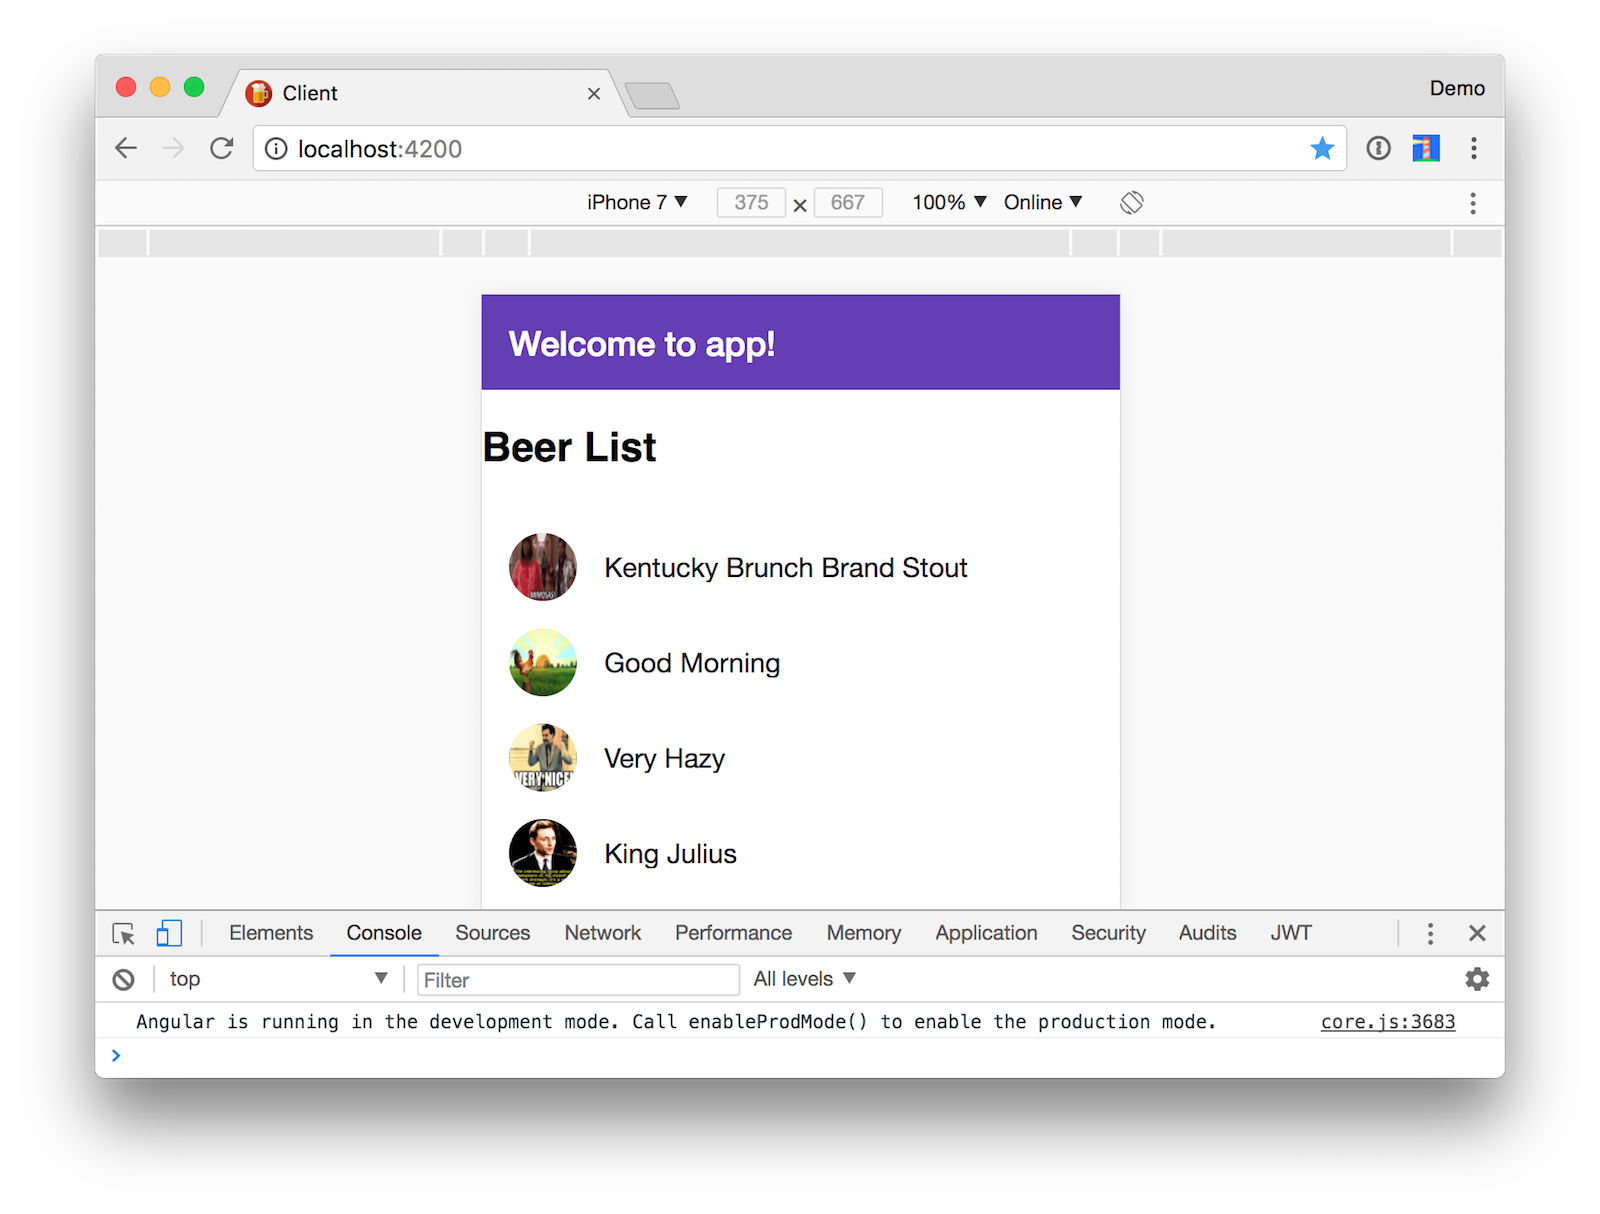 Client
Demo
localhost:4200
iPhone 7 375 × 667 100% Online
Welcome to app!
Beer List
Kentucky Brunch Brand Stout
Good Morning
VERY NICE
Very Hazy
King Julius
Elements Console Sources Network Performance Memory Application Security Audits JWT
top Filter All levels
Angular is running in the development mode. Call enableProdMode() to enable the production mode. core.js:3683